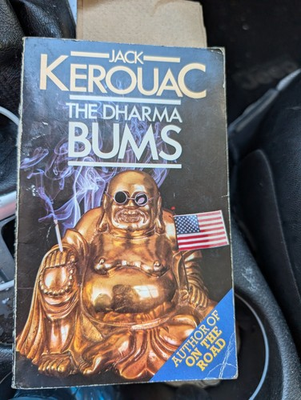 JACK
KEROUAC
THE DHARMA
BUMS
AUTHOR OF
ON THE
ROAD